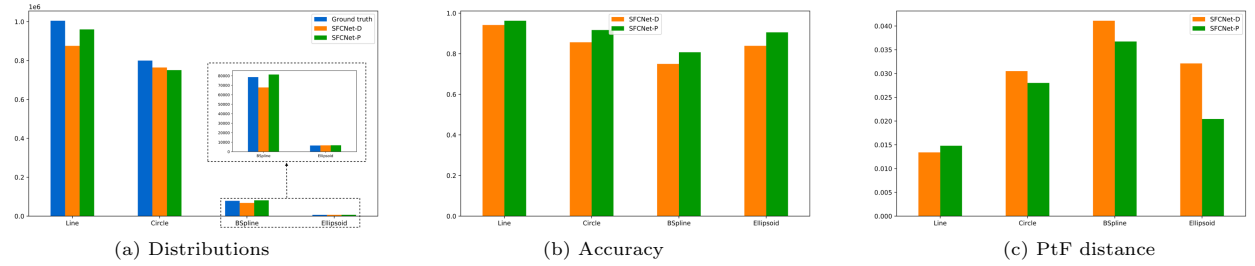 1e6
1.0
0.8
0.6
0.4
0.2
0.0
Ground truth
SFCNet-D
SFCNet-P
80000
70000
60000
50000
40000
30000
20000
10000
0
BSpline Ellipsoid
Line Circle BSpline Ellipsoid
(a) Distributions
1.0
0.8
0.6
0.4
0.2
0.0
SFCNet-D
SFCNet-P
Line Circle BSpline Ellipsoid
(b) Accuracy
0.040
0.035
0.030
0.025
0.020
0.015
0.010
0.005
0.000
SFCNet-D
SFCNet-P
Line Circle BSpline Ellipsoid
(c) PtF distance